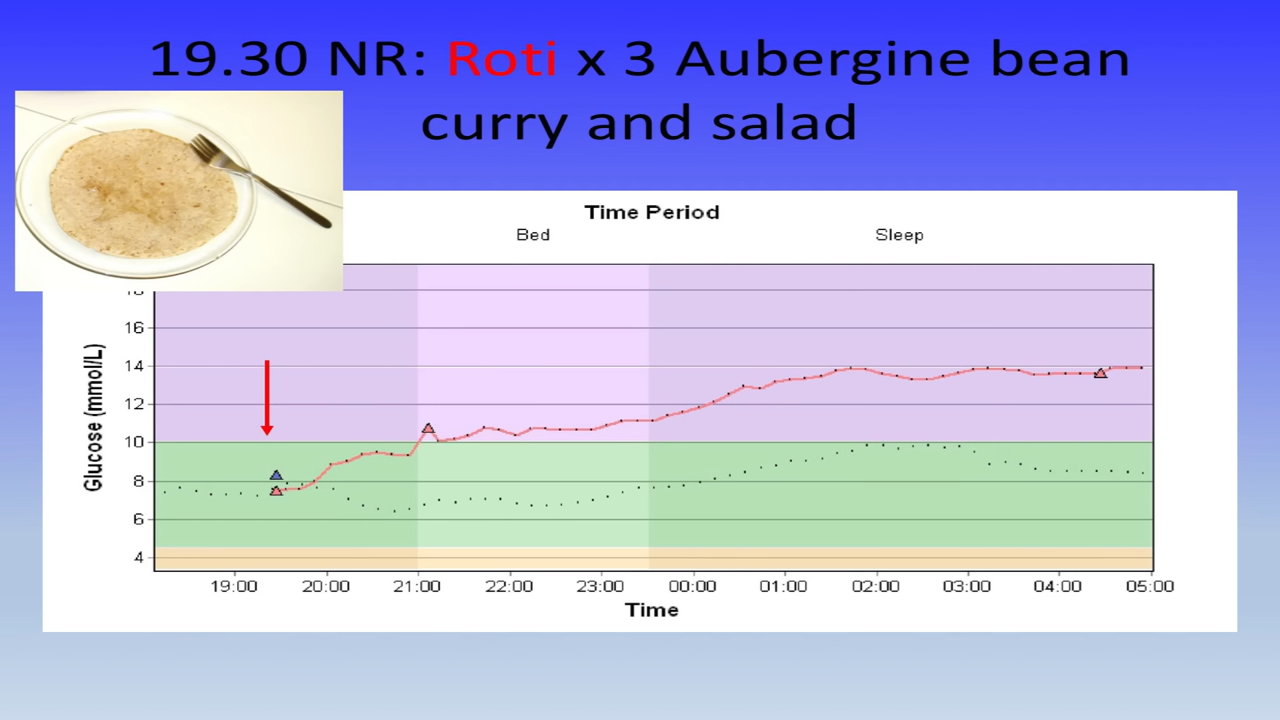 19.30 NR: Roti x 3 Aubergine bean
curry and salad
Time Period
Bed Sleep
16
14
12
10
8
6
4
Glucose (mmol/L)
19:00 20:00 21:00 22:00 23:00 00:00 01:00 02:00 03:00 04:00 05:00
Time